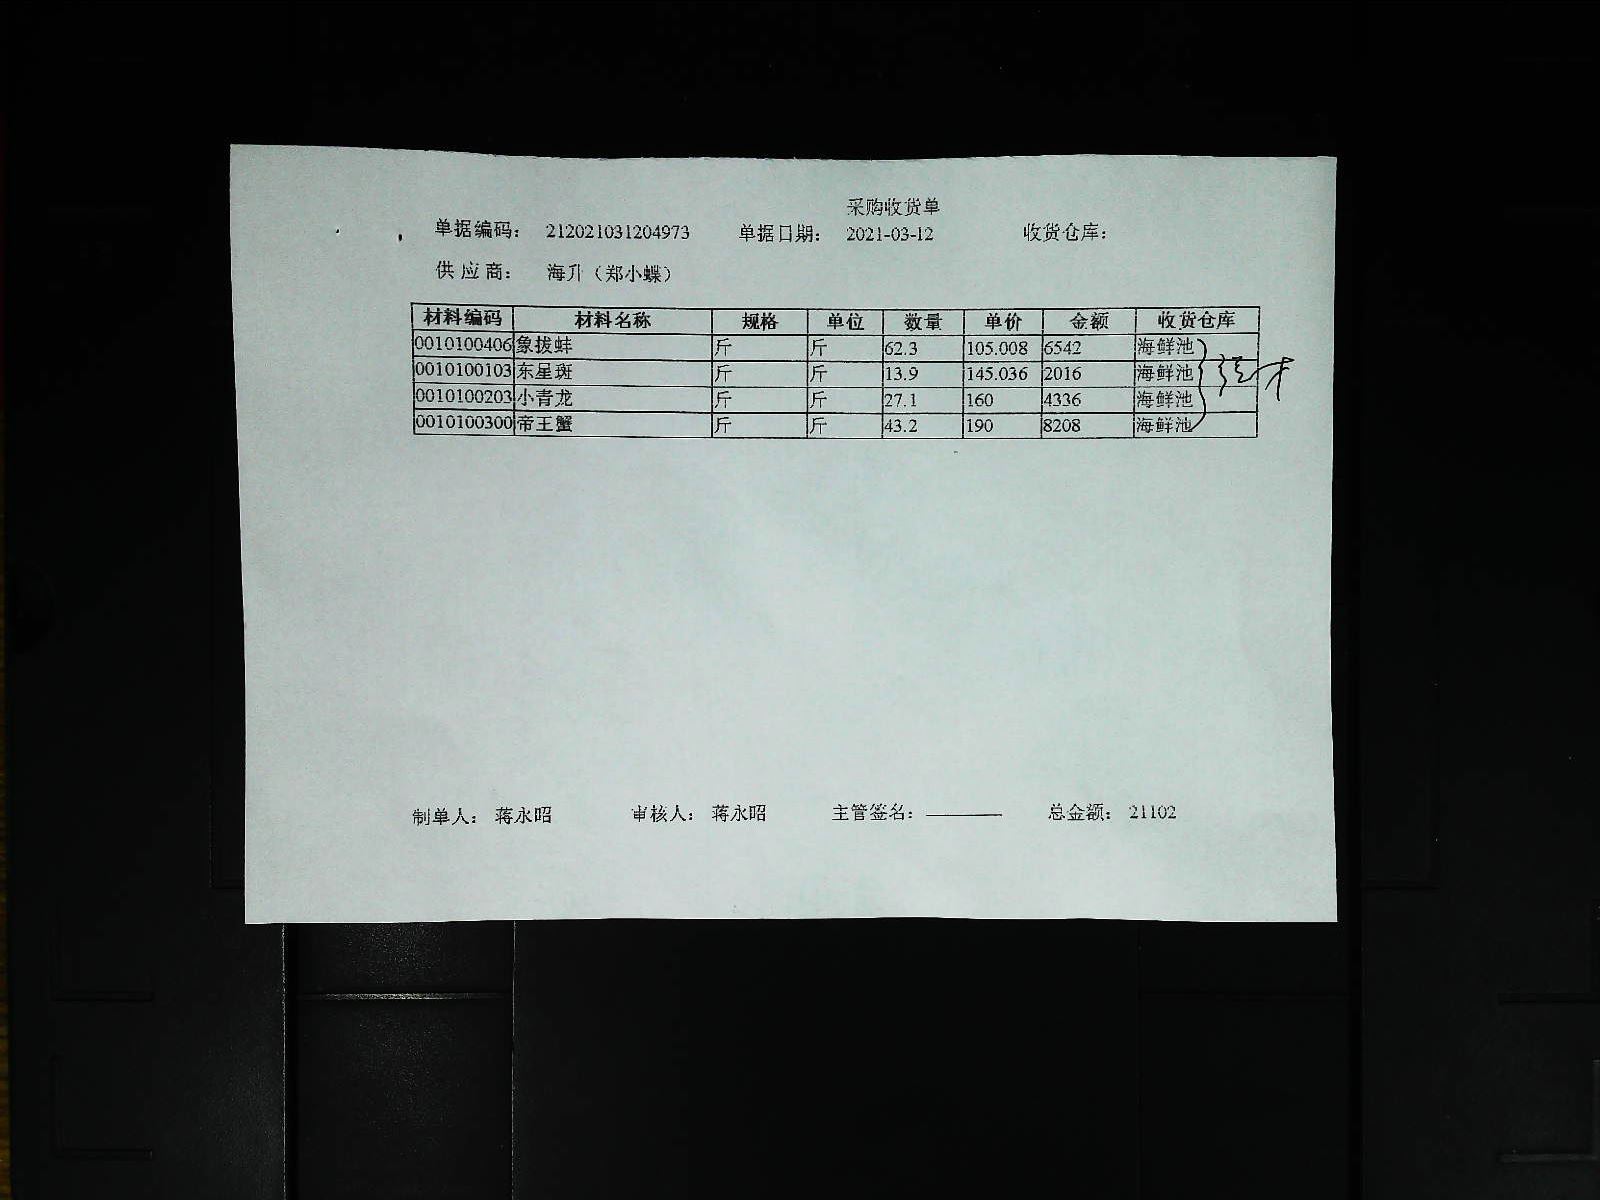 采购收货单
单据编码： 212021031204973 单据日期： 2021-03-12 收货仓库：
供应商： 海升（郑小蝶）
材料编码 材料名称 规格 单位 数量 单价 金额 收货仓库
0010100406 象拔蚌 斤 斤 62.3 105.008 6542 海鲜池
0010100103 东星斑 斤 斤 13.9 145.036 2016 海鲜池
0010100203 小青龙 斤 斤 27.1 160 4336 海鲜池
0010100300 帝王蟹 斤 斤 43.2 190 8208 海鲜池
制单人： 蒋永昭 审核人： 蒋永昭 主管签名： 总金额： 21102